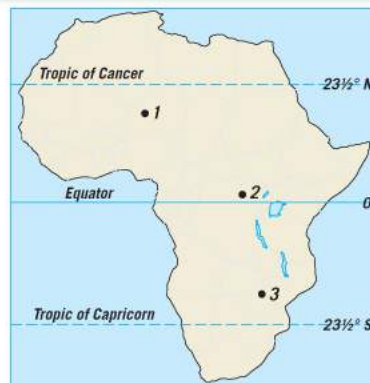 Tropic of Cancer
23½° N
1
2
Equator
0
3
Tropic of Capricorn
23½° S